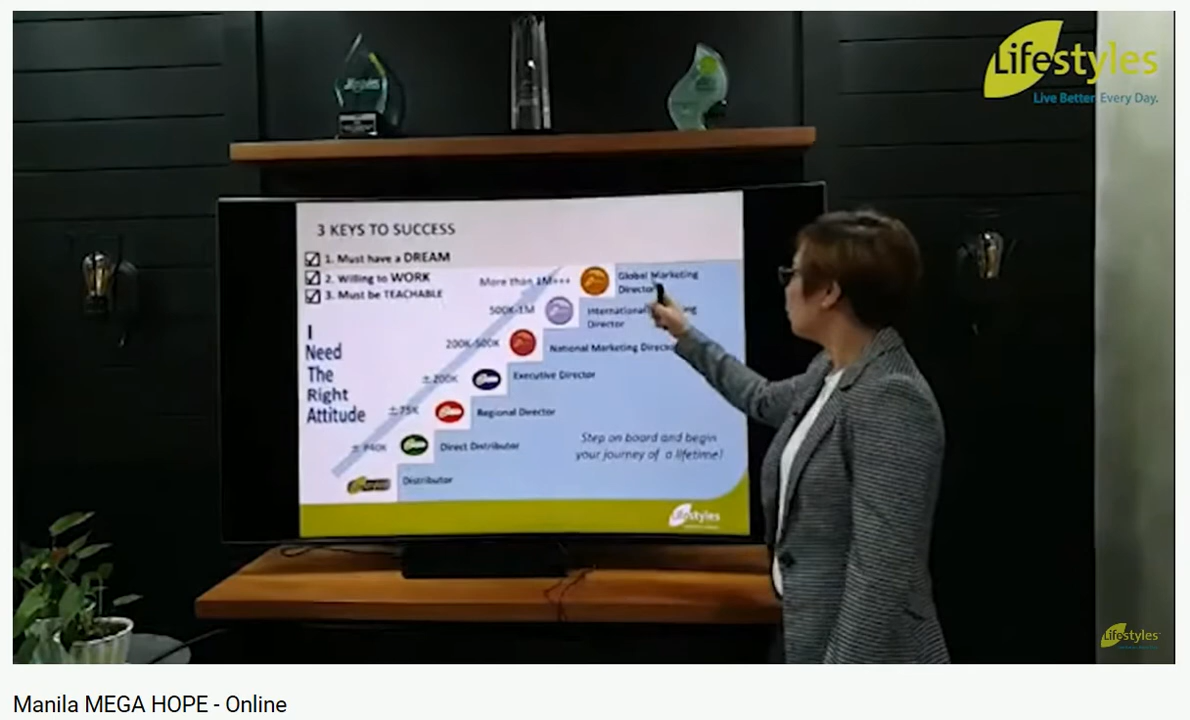 Lifestyles
Live Better Every Day.
3 KEYS TO SUCCESS
1. Must have a DREAM
2. Willing to WORK
3. Must be TEACHABLE
I
Need
The
Right
Attitude
More than 1M+++
Global Marketing
Director
500K-1M
International
Director
200K-500K
National Marketing
± 200K
Executive Director
± 75K
Regional Director
± P40K
Direct Distributor
Distributor
Step on board and begin
your journey of a lifetime!
Lifestyles
Lifestyles
Manila MEGA HOPE - Online